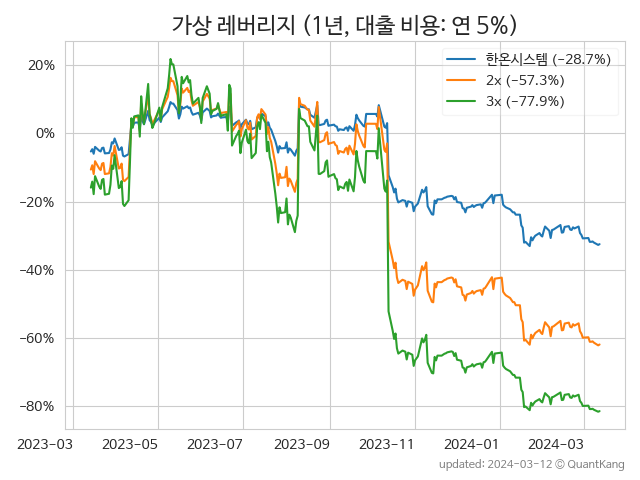 가상 레버리지 (1년, 대출 비용: 연 5%)
한온시스템 (−28.7%)
2x (−57.3%)
3x (−77.9%)
20%
0%
−20%
−40%
−60%
−80%
2023-03 2023-05 2023-07 2023-09 2023-11 2024-01 2024-03
updated: 2024-03-12 © QuantKang